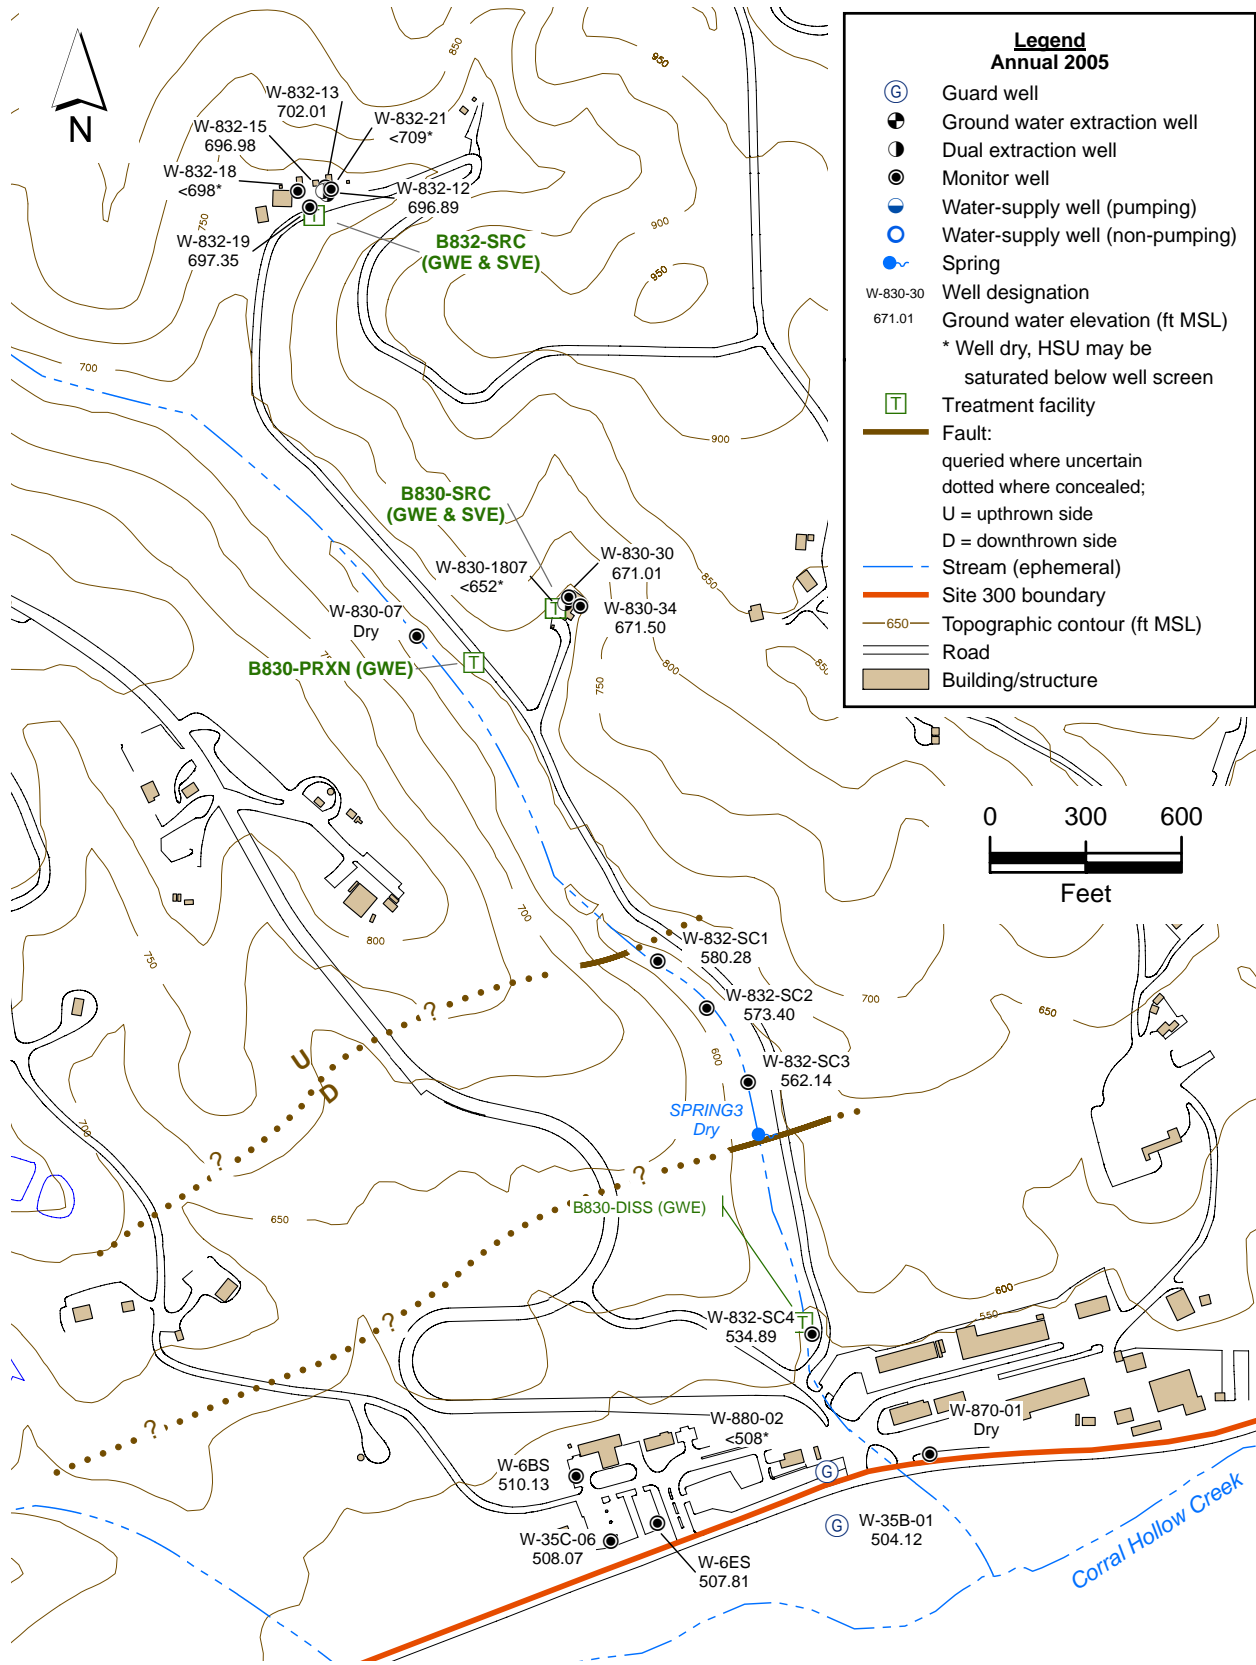 N
850
950
W-832-13
702.01
W-832-15
696.98
W-832-21
<709*
W-832-18
<698*
W-832-12
696.89
750
W-832-19
697.35
B832-SRC
(GWE & SVE)
T
900
950
700
900
B830-SRC
(GWE & SVE)
W-830-1807
<652*
W-830-30
671.01
T
W-830-34
671.50
850
W-830-07
Dry
B830-PRXN (GWE)
T
800
850
750
Legend
Annual 2005
G Guard well
Ground water extraction well
Dual extraction well
Monitor well
Water-supply well (pumping)
Water-supply well (non-pumping)
Spring
W-830-30 Well designation
671.01 Ground water elevation (ft MSL)
* Well dry, HSU may be
saturated below well screen
T Treatment facility
Fault:
queried where uncertain
dotted where concealed;
U = upthrown side
D = downthrown side
Stream (ephemeral)
Site 300 boundary
650 Topographic contour (ft MSL)
Road
Building/structure
0 300 600
Feet
700
800
750
W-832-SC1
580.28
W-832-SC2
573.40
700
650
?
600
W-832-SC3
562.14
U
D
SPRING3
Dry
700
?
?
B830-DISS (GWE)
650
600
550
W-832-SC4
534.89
T
?
?
W-880-02
<508*
W-870-01
Dry
W-6BS
510.13
G
W-35C-06
508.07
G
W-35B-01
504.12
W-6ES
507.81
Corral Hollow Creek